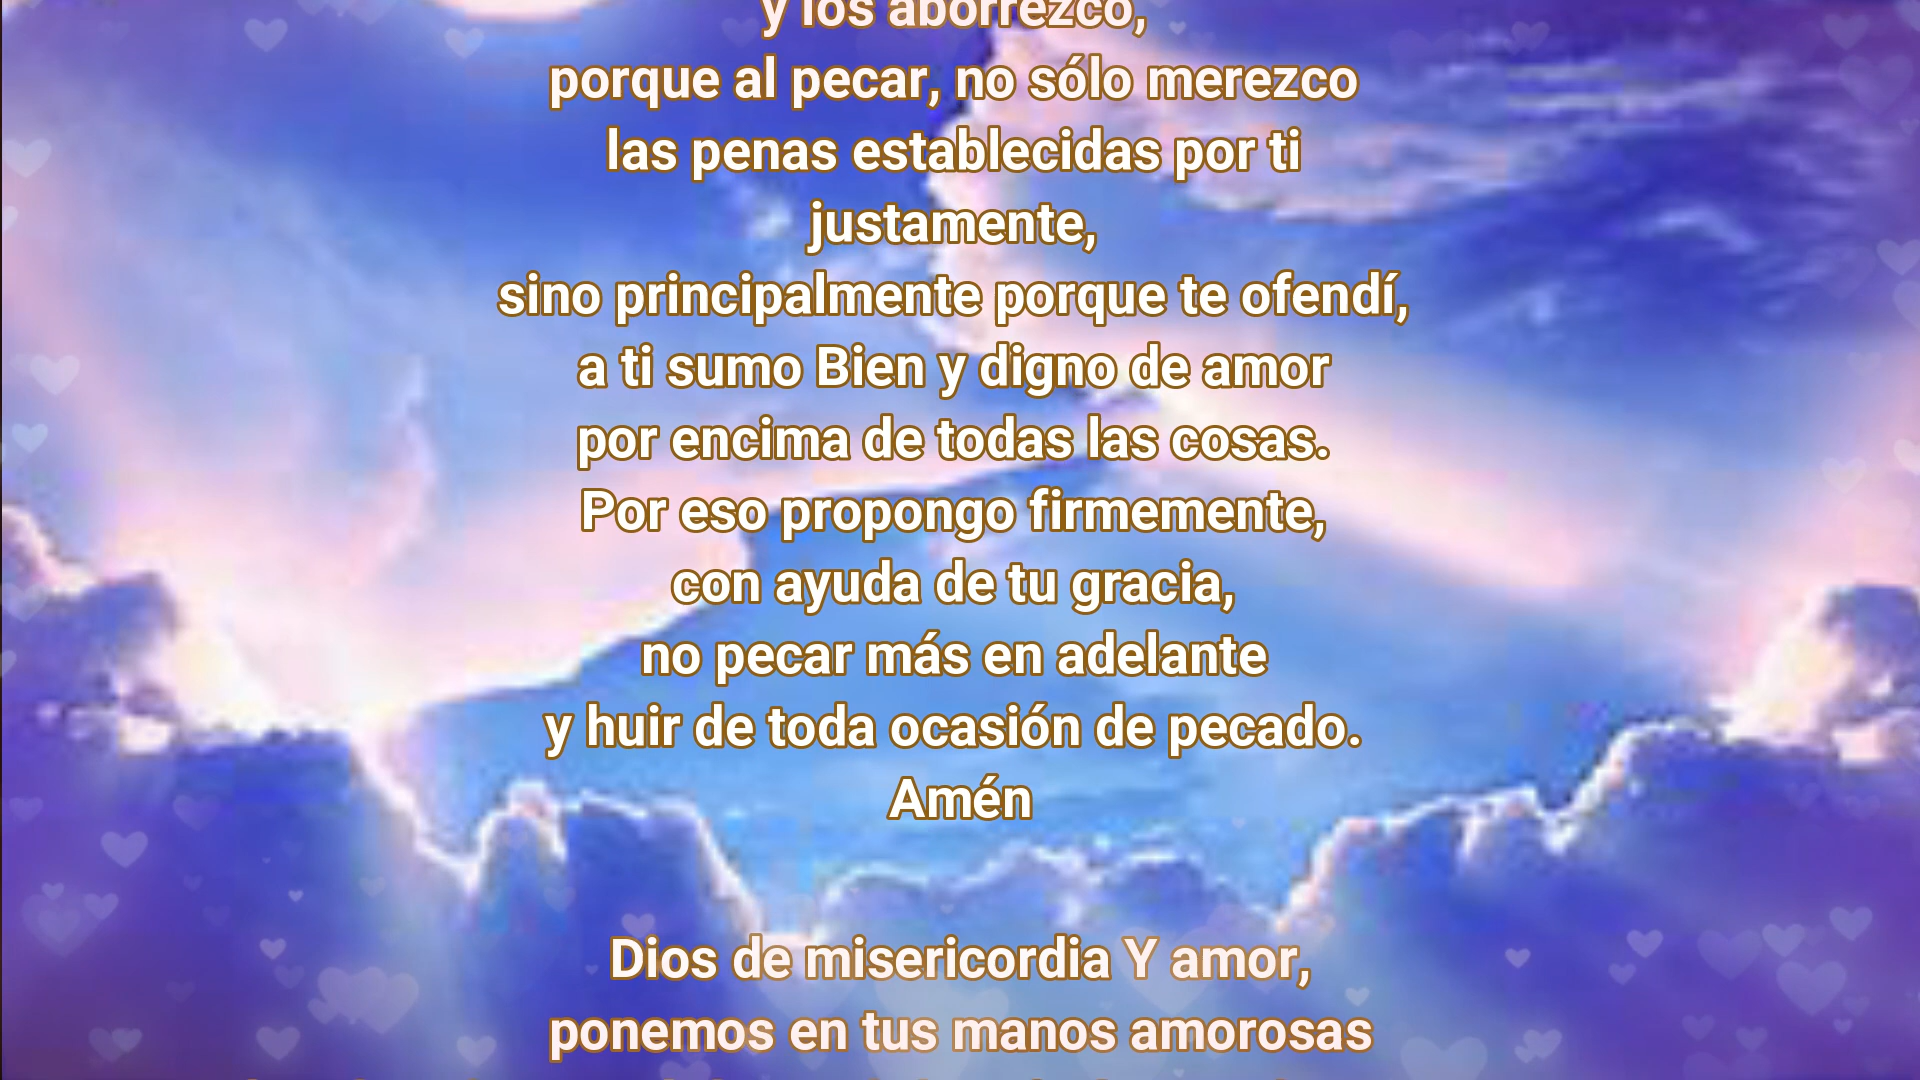 y los aborrezco,
porque al pecar, no sólo merezco
las penas establecidas por ti
justamente,
sino principalmente porque te ofendí,
a ti sumo Bien y digno de amor
por encima de todas las cosas.
Por eso propongo firmemente,
con ayuda de tu gracia,
no pecar más en adelante
y huir de toda ocasión de pecado.
Amén
Dios de misericordia Y amor,
ponemos en tus manos amorosas